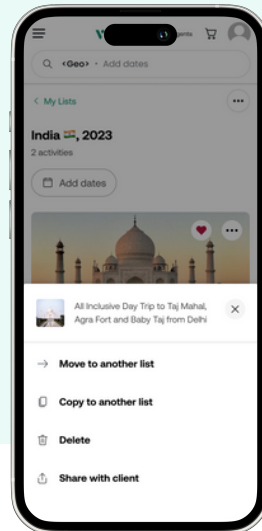 <Geo> • Add dates
My Lists
India 🇮🇳, 2023
2 activities
Add dates
All Inclusive Day Trip to Taj Mahal,
Agra Fort and Baby Taj from Delhi
Move to another list
Copy to another list
Delete
Share with client